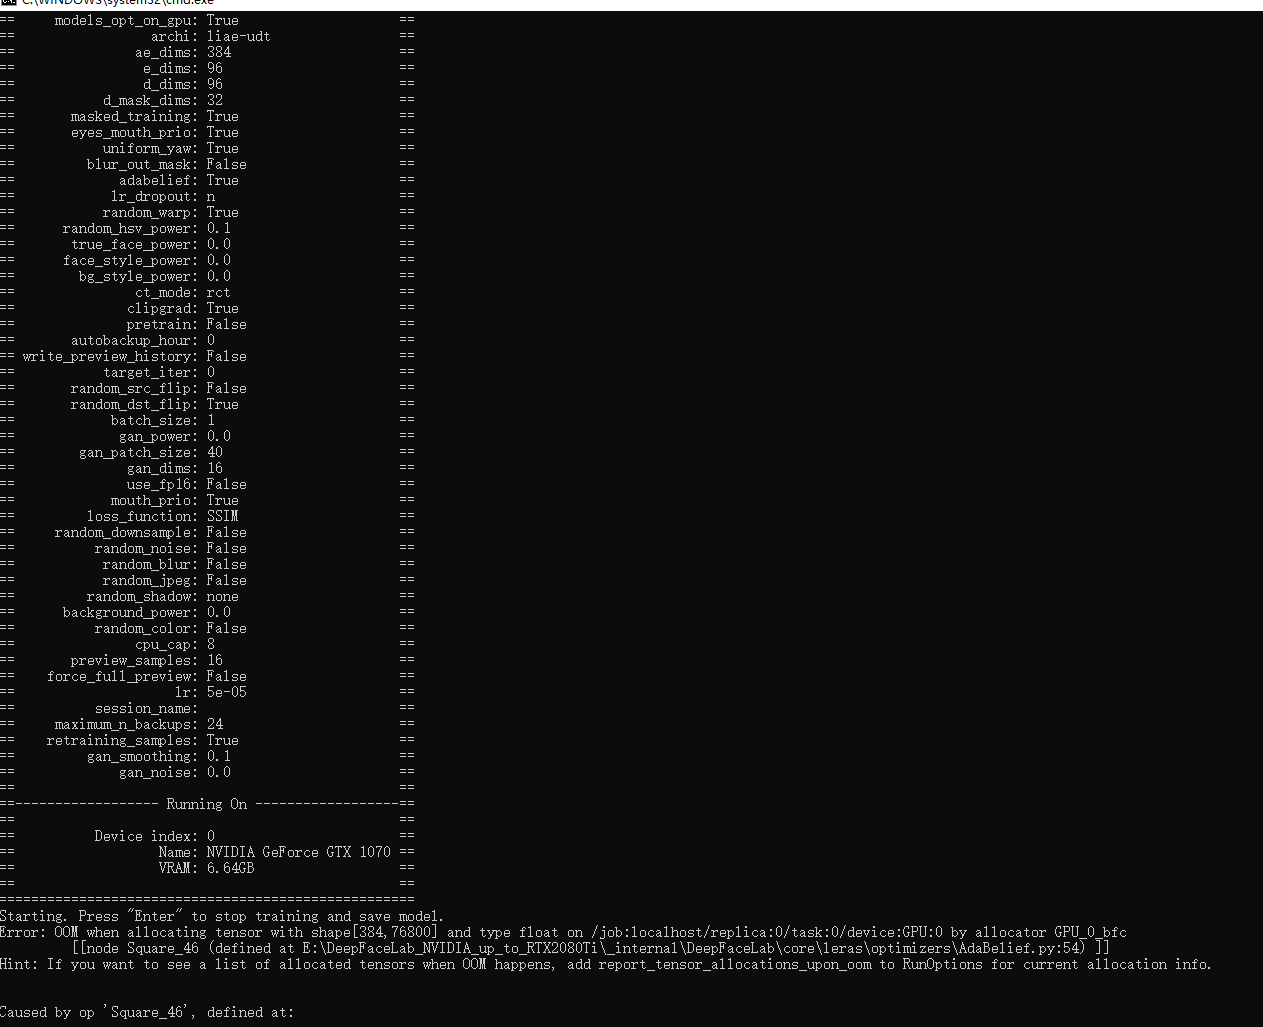 C:\WINDOWS\system32\cmd.exe
== models_opt_on_gpu: True ==
== archi: liae-udt ==
== ae_dims: 384 ==
== e_dims: 96 ==
== d_dims: 96 ==
== d_mask_dims: 32 ==
== masked_training: True ==
== eyes_mouth_prio: True ==
== uniform_yaw: True ==
== blur_out_mask: False ==
== adabelief: True ==
== lr_dropout: n ==
== random_warp: True ==
== random_hsv_power: 0.1 ==
== true_face_power: 0.0 ==
== face_style_power: 0.0 ==
== bg_style_power: 0.0 ==
== ct_mode: rct ==
== clipgrad: True ==
== pretrain: False ==
== autobackup_hour: 0 ==
== write_preview_history: False ==
== target_iter: 0 ==
== random_src_flip: False ==
== random_dst_flip: True ==
== batch_size: 1 ==
== gan_power: 0.0 ==
== gan_patch_size: 40 ==
== gan_dims: 16 ==
== use_fp16: False ==
== mouth_prio: True ==
== loss_function: SSIM ==
== random_downsample: False ==
== random_noise: False ==
== random_blur: False ==
== random_jpeg: False ==
== random_shadow: none ==
== background_power: 0.0 ==
== random_color: False ==
== cpu_cap: 8 ==
== preview_samples: 16 ==
== force_full_preview: False ==
== lr: 5e-05 ==
== session_name: ==
== maximum_n_backups: 24 ==
== retraining_samples: True ==
== gan_smoothing: 0.1 ==
== gan_noise: 0.0 ==
== ==
==------------------ Running On ------------------==
== ==
== Device index: 0 ==
== Name: NVIDIA GeForce GTX 1070 ==
== VRAM: 6.64GB ==
== ==
====================================================
Starting. Press "Enter" to stop training and save model.
Error: OOM when allocating tensor with shape[384,76800] and type float on /job:localhost/replica:0/task:0/device:GPU:0 by allocator GPU_0_bfc
[[node Square_46 (defined at E:\DeepFaceLab_NVIDIA_up_to_RTX2080Ti\_internal\DeepFaceLab\core\leras\optimizers\AdaBelief.py:54) ]]
Hint: If you want to see a list of allocated tensors when OOM happens, add report_tensor_allocations_upon_oom to RunOptions for current allocation info.
Caused by op 'Square_46', defined at: